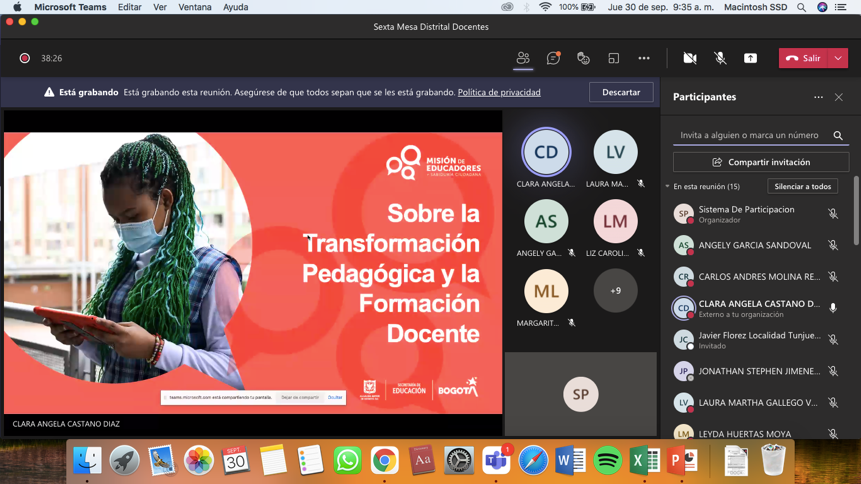 Microsoft Teams Editar Ver Ventana Ayuda
100% Jue 30 de sep. 9:35 a. m. Macintosh SSD
Sexta Mesa Distrital Docentes
38:26
Salir
Está grabando Está grabando esta reunión. Asegúrese de que todos sepan que se les está grabando. Política de privacidad
Descartar
MISIÓN DE
EDUCADORES
Sobre la
Transformación
Pedagógica y la
Formación
Docente
teams.microsoft.com está compartiendo tu pantalla.
Dejar de compartir
Ocultar
SECRETARÍA DE
EDUCACIÓN
BOGOTÁ
CLARA ANGELA CASTANO DIAZ
CD
CLARA ANGELA...
LV
LAURA MA...
AS
ANGELY GA...
LM
LIZ CAROLI...
ML
MARGARIT...
+9
SP
Participantes
Invita a alguien o marca un número
Compartir invitación
En esta reunión (15)
Silenciar a todos
SP
Sistema De Participacion
Organizador
AS
ANGELY GARCIA SANDOVAL
CR
CARLOS ANDRES MOLINA RE...
CD
CLARA ANGELA CASTANO D...
Externo a tu organización
JC
Javier Florez Localidad Tunjue...
Invitado
JP
JONATHAN STEPHEN JIMENE...
LV
LAURA MARTHA GALLEGO V...
LM
LEYDA HUERTAS MOYA
SEPT
30
Aa
1